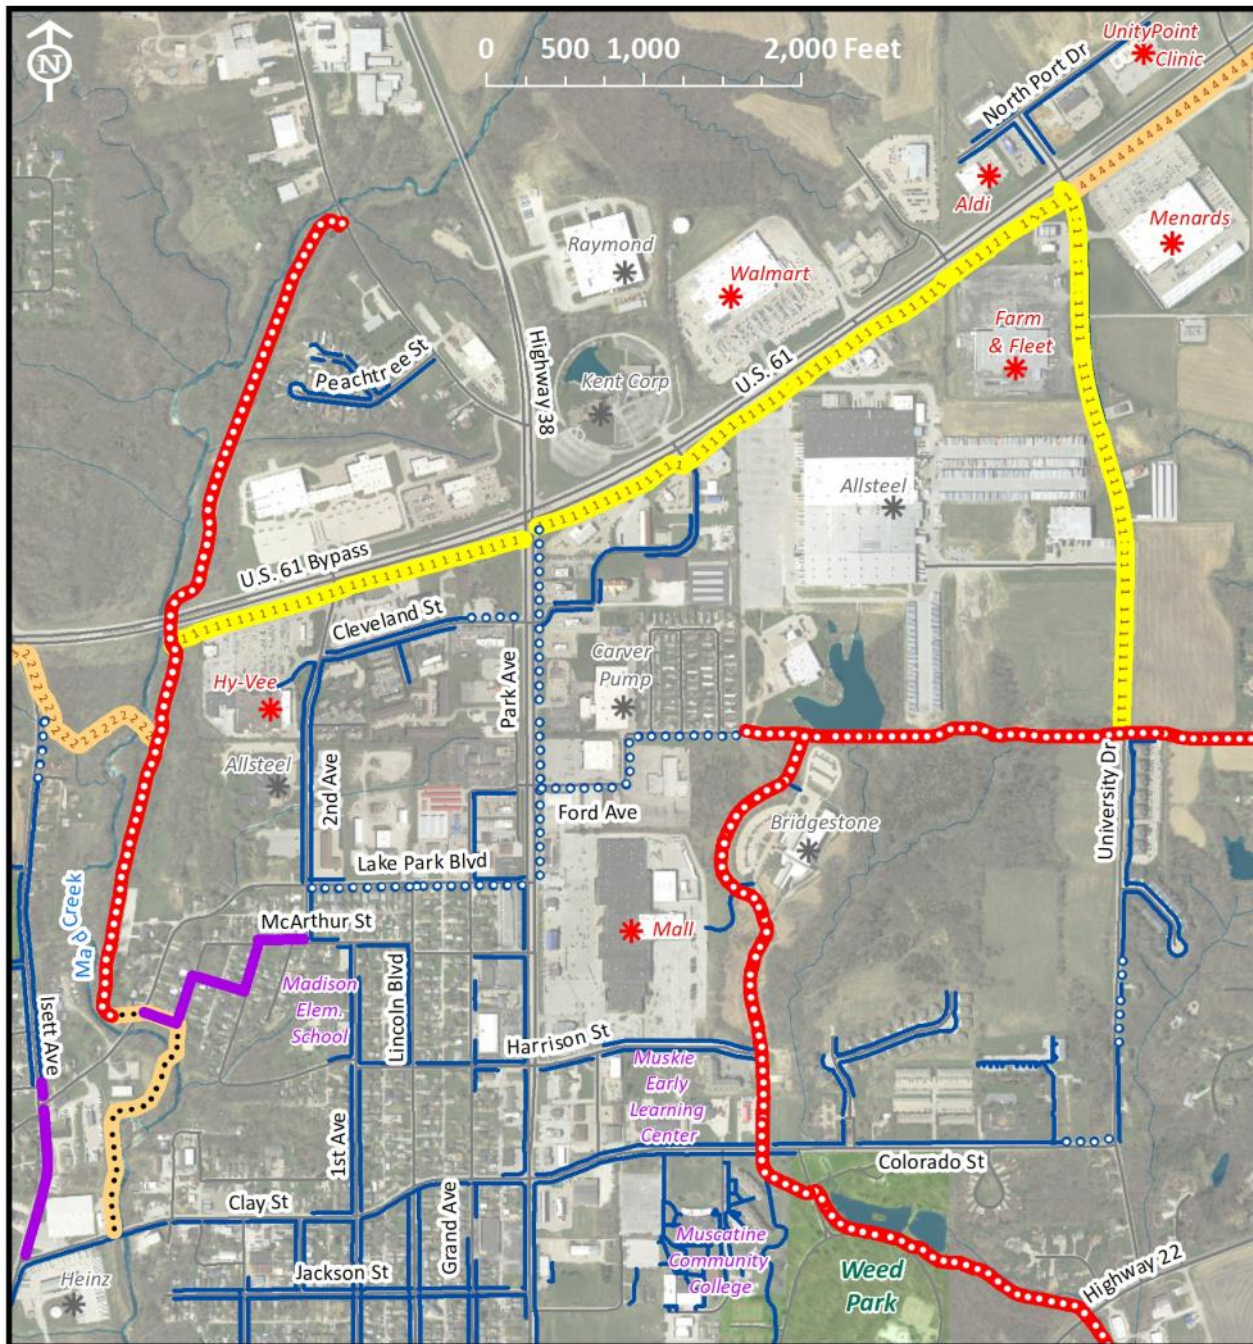 UnityPoint
Clinic
N
0 500 1,000 2,000 Feet
North Port Dr
Aldi
Menards
Raymond
Walmart
Farm
& Fleet
Peachtree St
Highway 38
U.S. 61
Kent Corp
Allsteel
U.S. 61 Bypass
Cleveland St
Park Ave
Carver
Pump
Hy-Vee
Allsteel
2nd Ave
Ford Ave
University Dr
Bridgestone
Lake Park Blvd
Mad Creek
McArthur St
Mall
Isett Ave
Madison
Elem.
School
Lincoln Blvd
Harrison St
Muskie
Early
Learning
Center
1st Ave
Colorado St
Clay St
Grand Ave
Muscatine
Community
College
Weed
Park
Highway 22
Jackson St
Heinz